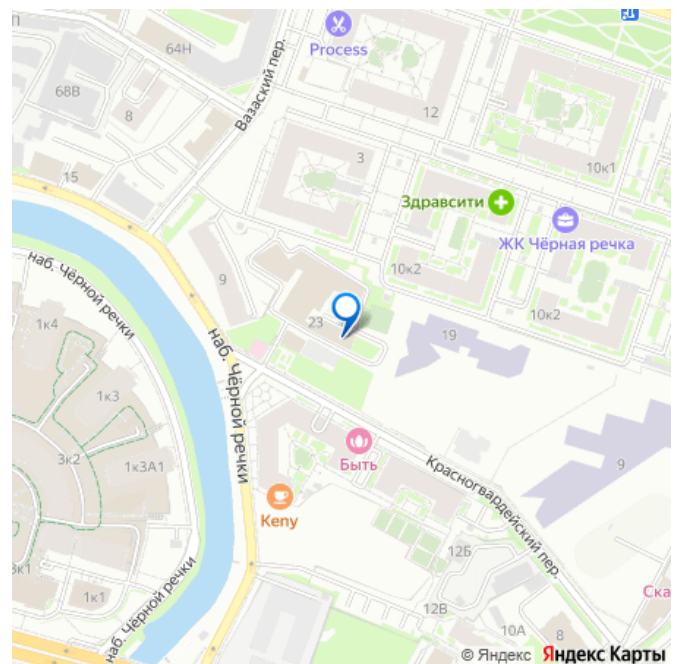 П
64Н
Process
Вазаский пер.
68В
8
12
3
10к1
15
Здравсити
ЖК Чёрная речка
наб. Чёрной речки
9
10к2
10к2
1к4
23
19
наб. Чёрной речки
1к3
3к2
1к3А1
Быть
Красногвардейский пер.
9
Keny
12Б
наб. Чёрной речки
3к1
1к1
12В
10А
8
Ска
© Яндекс Яндекс Карты